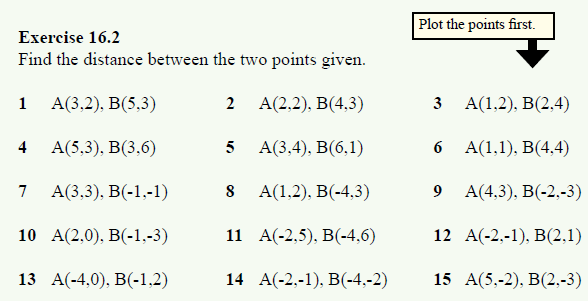 Plot the points first.
Exercise 16.2
Find the distance between the two points given.
1 A(3,2), B(5,3) 2 A(2,2), B(4,3) 3 A(1,2), B(2,4)
4 A(5,3), B(3,6) 5 A(3,4), B(6,1) 6 A(1,1), B(4,4)
7 A(3,3), B(-1,-1) 8 A(1,2), B(-4,3) 9 A(4,3), B(-2,-3)
10 A(2,0), B(-1,-3) 11 A(-2,5), B(-4,6) 12 A(-2,-1), B(2,1)
13 A(-4,0), B(-1,2) 14 A(-2,-1), B(-4,-2) 15 A(5,-2), B(2,-3)